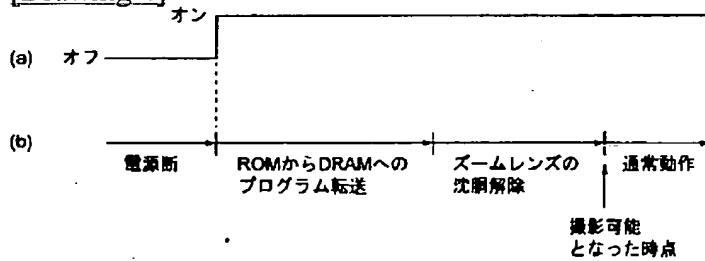 オン
(a) オフ
(b)
電源断
ROMからDRAMへの
プログラム転送
ズームレンズの
沈胴解除
通常動作
撮影可能
となった時点